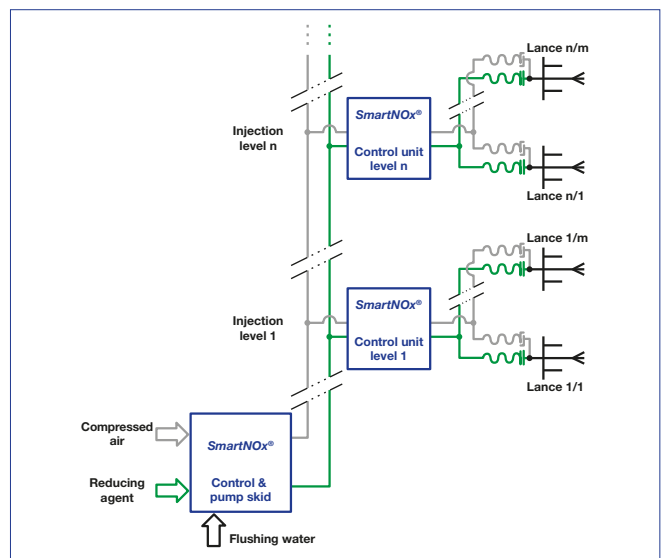 Lance n/m
SmartNOx®
Injection
level n
Control unit
level n
Lance n/1
Lance 1/m
SmartNOx®
Injection
level 1
Control unit
level 1
Lance 1/1
Compressed
air
SmartNOx®
Reducing
agent
Control &
pump skid
Flushing water